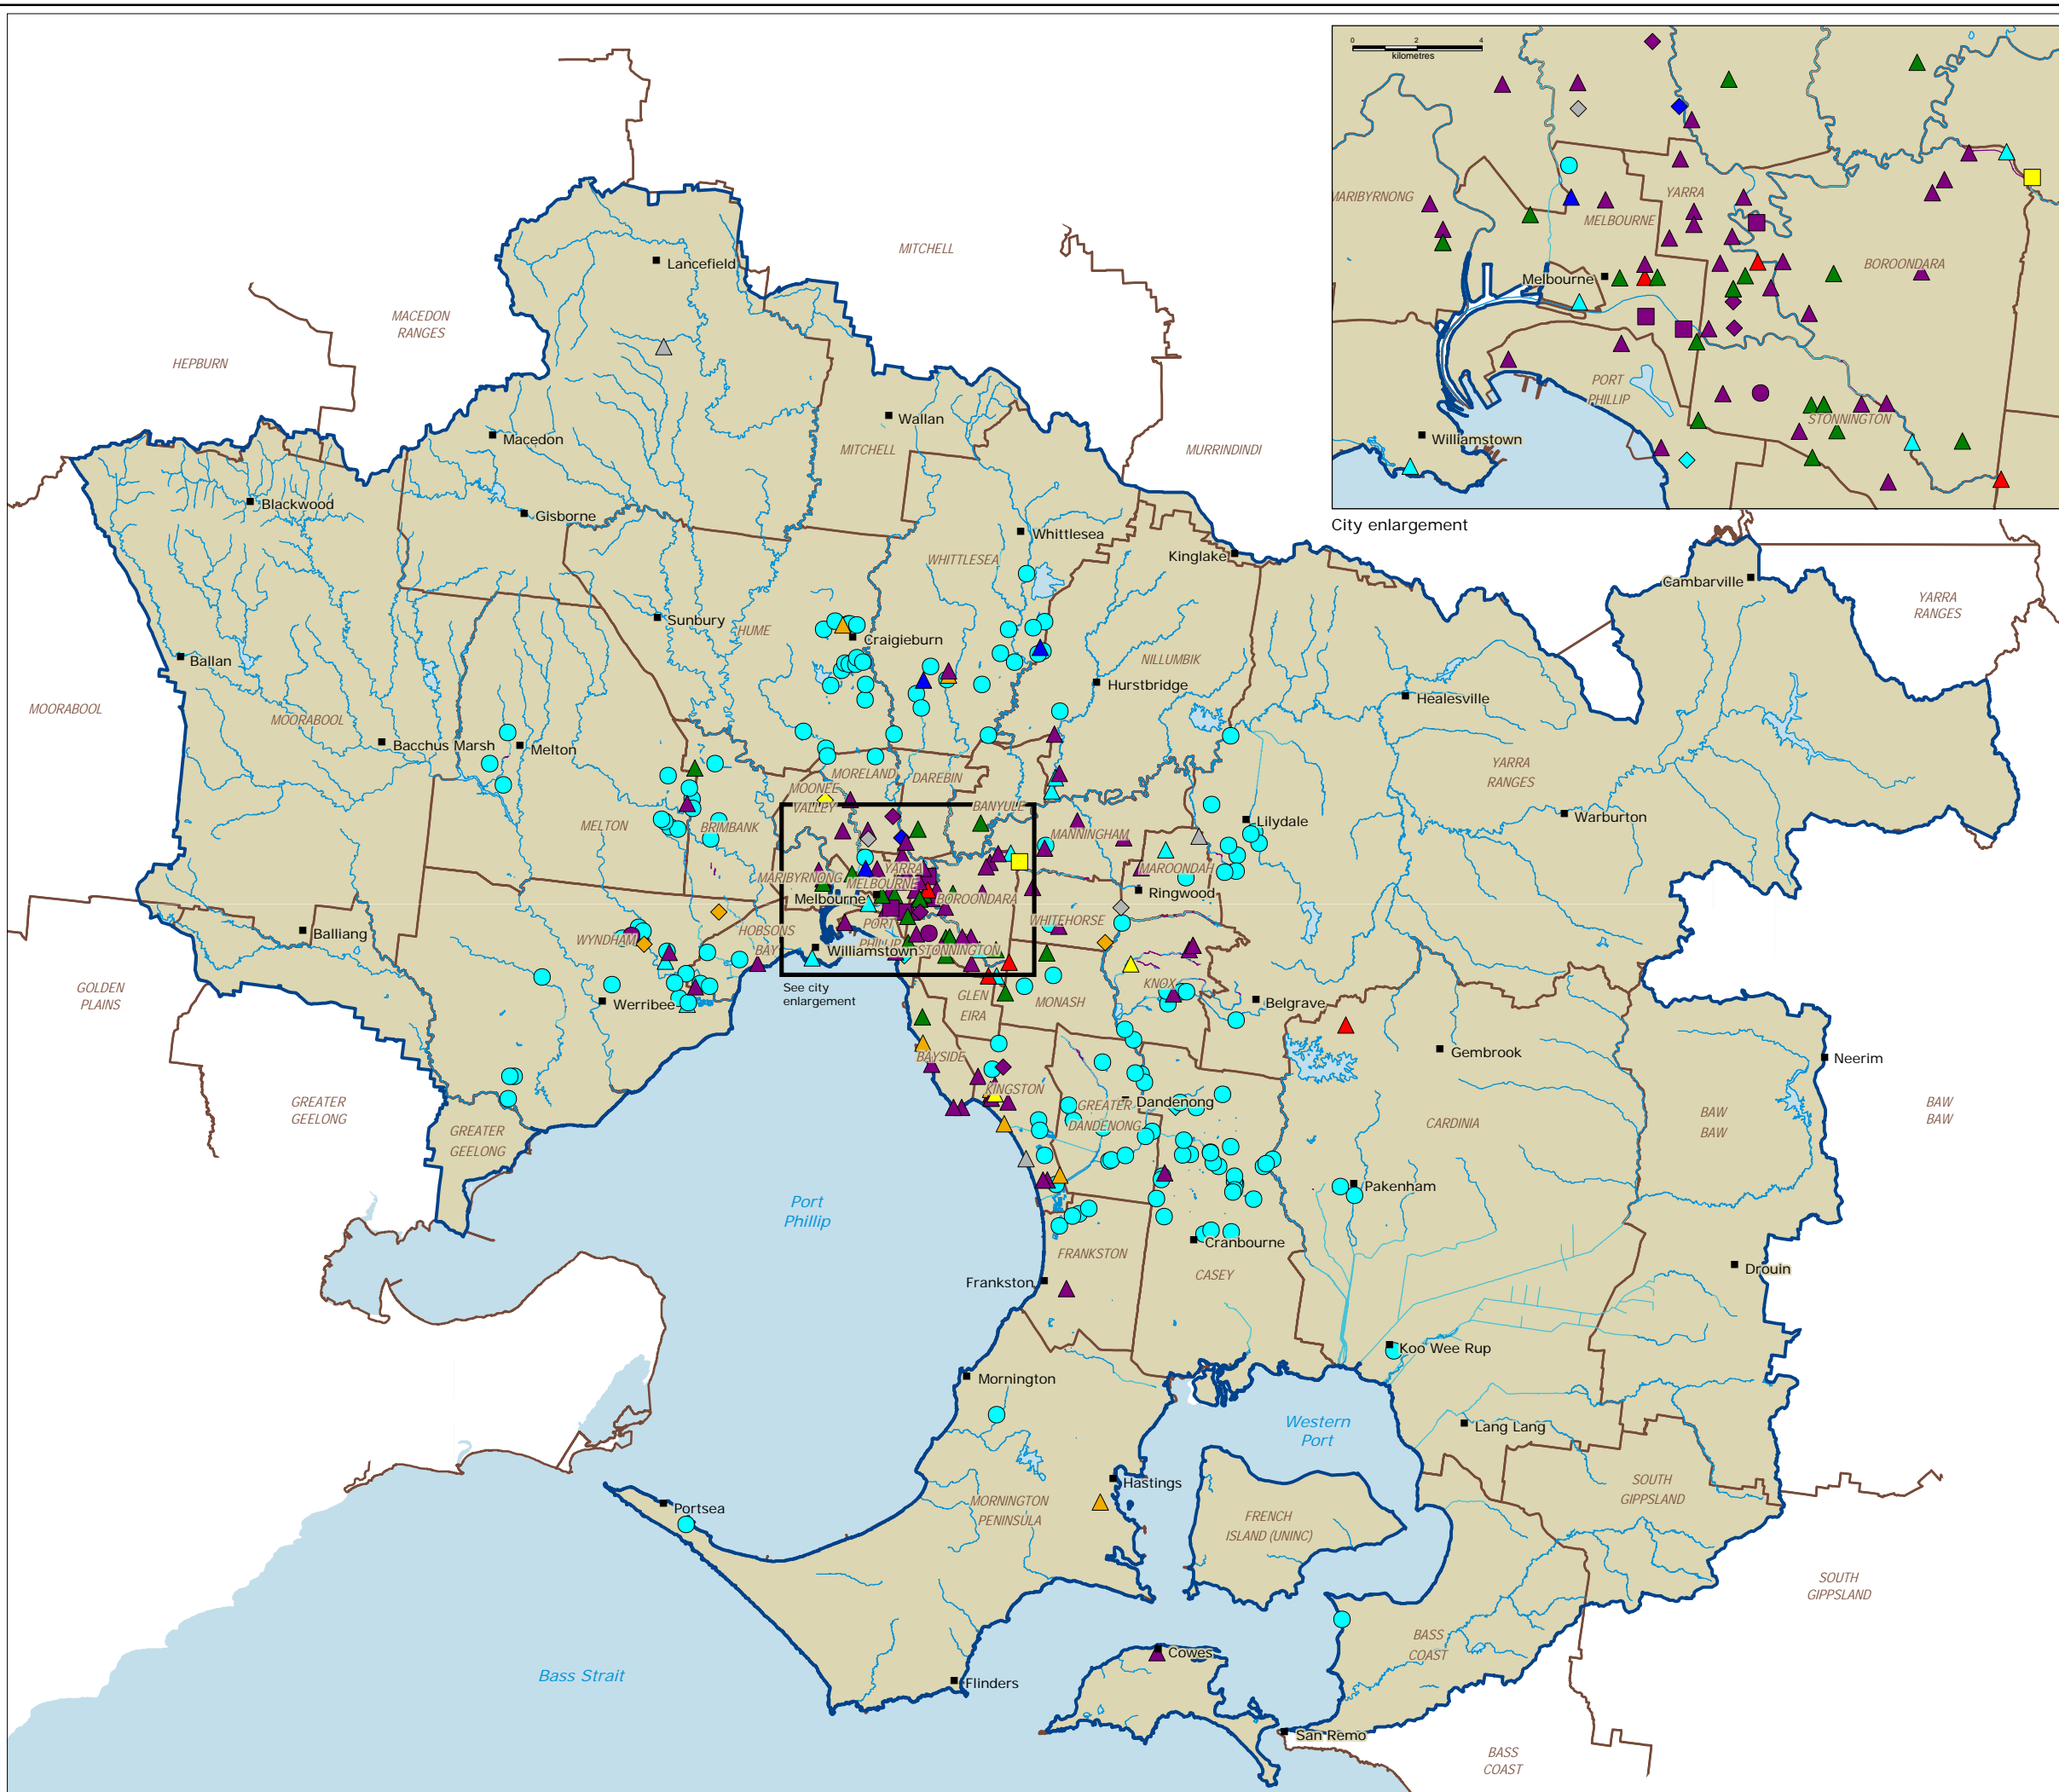 0 2 4
kilometres
MARIBYRNONG
YARRA
MELBOURNE
BOROONDARA
Melbourne
PORT
PHILLIP
STONNINGTON
Williamstown
City enlargement
MITCHELL
Lancefield
MACEDON
RANGES
HEPBURN
Wallan
Macedon
MITCHELL
MURRINDINDI
Blackwood
Gisborne
Whittlesea
Kinglake
WHITTLESEA
Cambarville
YARRA
RANGES
Sunbury
HUME
Craigieburn
Ballan
NILLUMBIK
Hurstbridge
Healesville
MOORABOOL
MOORABOOL
Bacchus Marsh
Melton
YARRA
RANGES
MORELAND
DAREBIN
MOONEE
VALLEY
BANYULE
Warburton
MELTON
BRIMBANK
Lilydale
MANNINGHAM
MAROONDAH
MARIBYRNONG
YARRA
MELBOURNE
Ringwood
Melbourne
BOROONDARA
WHITEHORSE
PORT
PHILLIP
Balliang
WYNDHAM
HOBSONS
BAY
Williamstown
STONNINGTON
KNOX
GOLDEN
PLAINS
See city
enlargement
GLEN
EIRA
MONASH
Werribee
Belgrave
Gembrook
Neerim
BAYSIDE
KINGSTON
GREATER
GEELONG
GREATER
DANDENONG
Dandenong
CARDINIA
BAW
BAW
BAW
BAW
GREATER
GEELONG
Pakenham
Port
Phillip
Cranbourne
FRANKSTON
CASEY
Drouin
Frankston
Koo Wee Rup
Mornington
Western
Port
Lang Lang
Hastings
SOUTH
GIPPSLAND
Portsea
MORNINGTON
PENINSULA
FRENCH
ISLAND (UNINC)
SOUTH
GIPPSLAND
BASS
COAST
Cowes
Bass Strait
Flinders
San Remo
BASS
COAST